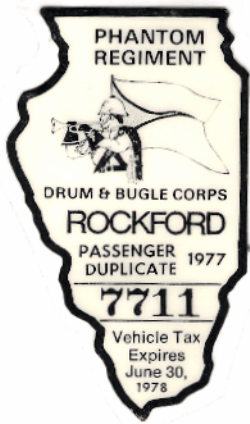 PHANTOM
REGIMENT
DRUM & BUGLE CORPS
ROCKFORD
PASSENGER 1977
DUPLICATE
7711
Vehicle Tax
Expires
June 30,
1978